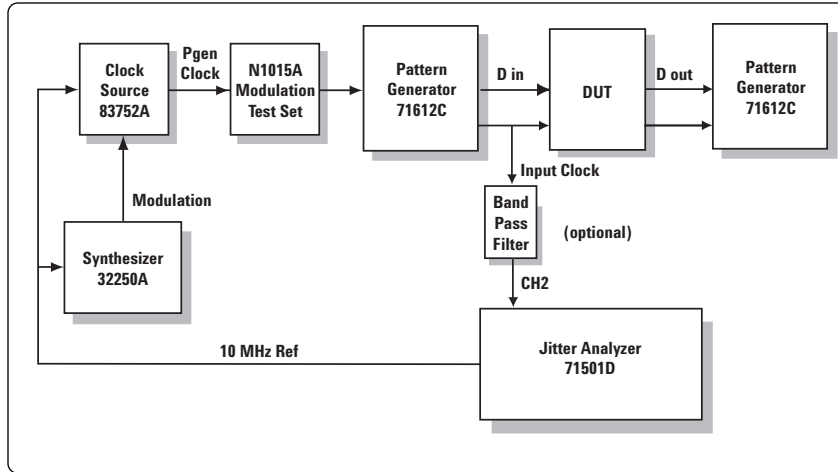 Clock
Source
83752A
Pgen
Clock
N1015A
Modulation
Test Set
Pattern
Generator
71612C
D in
DUT
D out
Pattern
Generator
71612C
Input Clock
Modulation
Band
Pass
Filter
(optional)
Synthesizer
32250A
CH2
10 MHz Ref
Jitter Analyzer
71501D